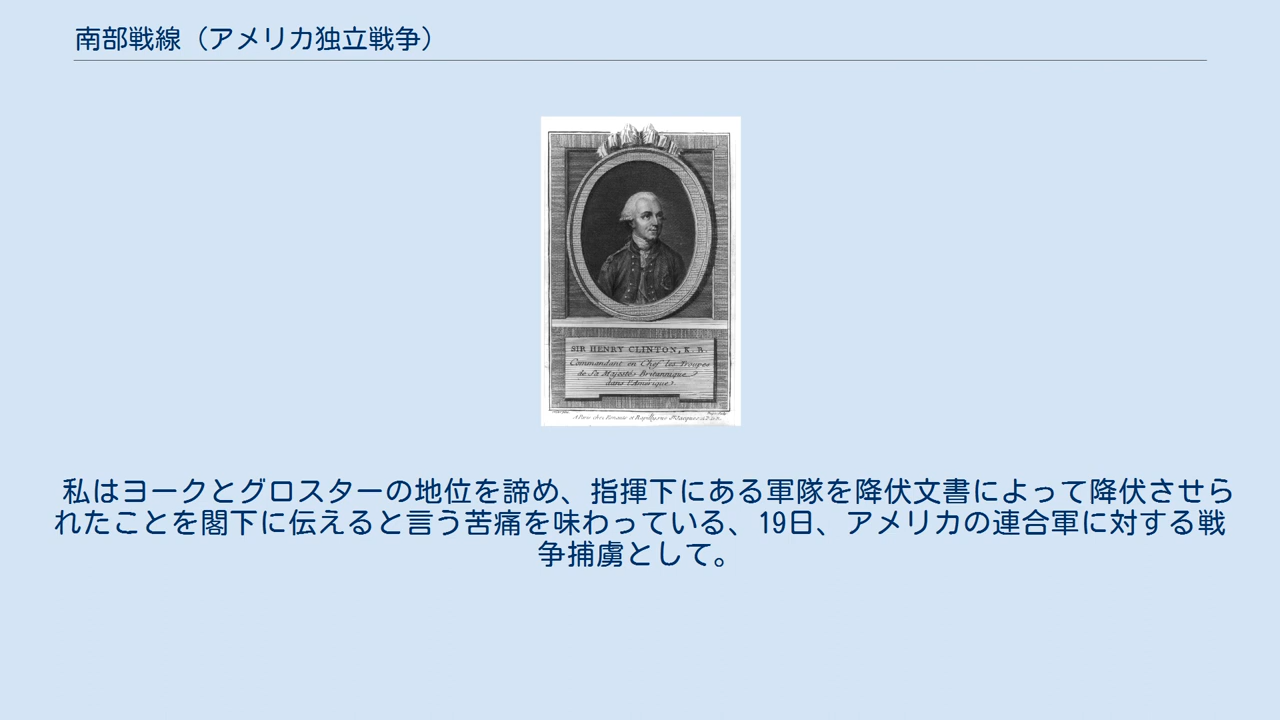 南部戦線（アメリカ独立戦争）
SIR HENRY CLINTON, K. B.
Commandant en Chef les Troupes
de Sa Majesté Britannique
dans l'Amérique
私はヨークとグロスターの地位を諦め、指揮下にある軍隊を降伏文書によって降伏させら
れたことを閣下に伝えると言う苦痛を味わっている、19日、アメリカの連合軍に対する戦
争捕虜として。